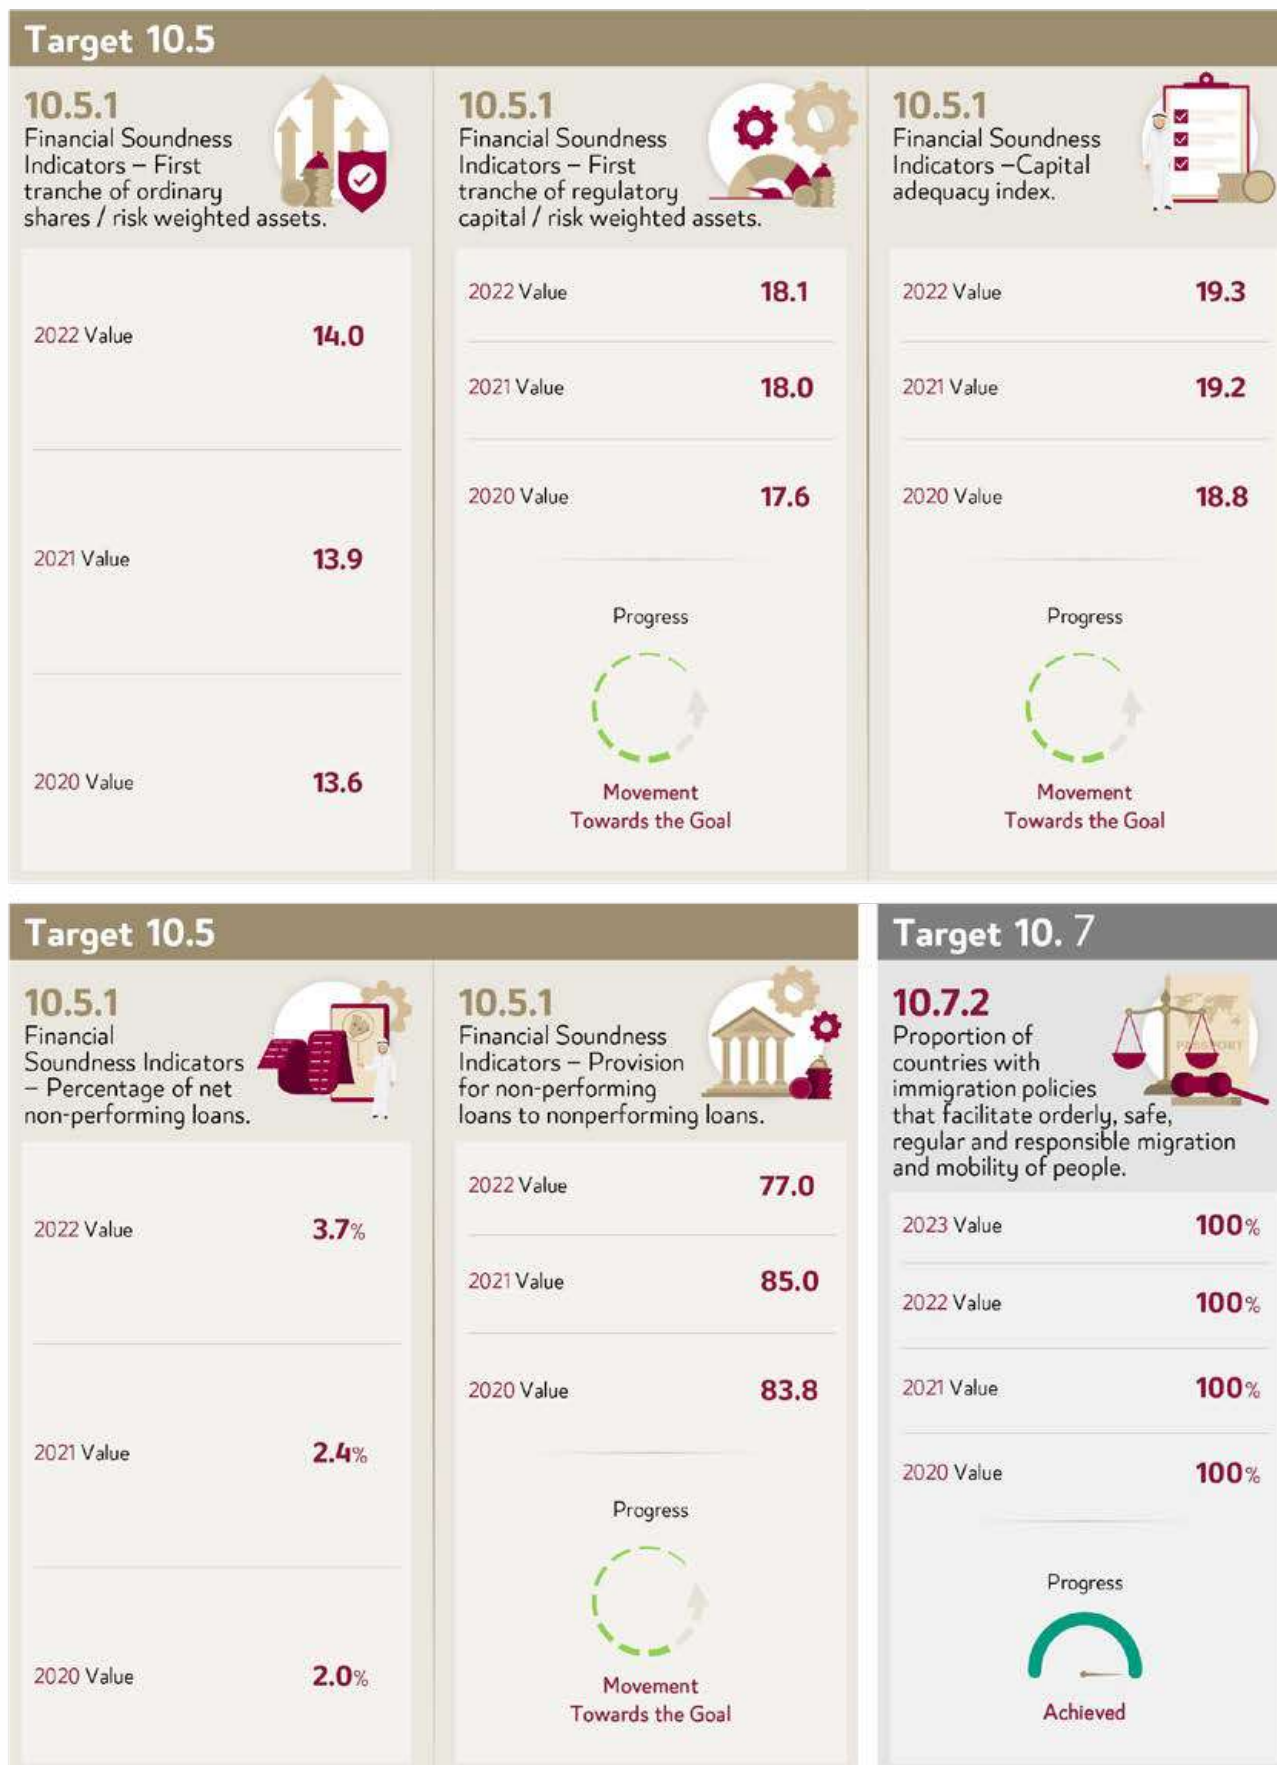 Target 10.5
10.5.1
Financial Soundness
Indicators – First
tranche of ordinary
shares / risk weighted assets.
2022 Value 14.0
2021 Value 13.9
2020 Value 13.6
10.5.1
Financial Soundness
Indicators – First
tranche of regulatory
capital / risk weighted assets.
2022 Value 18.1
2021 Value 18.0
2020 Value 17.6
Progress
Movement
Towards the Goal
10.5.1
Financial Soundness
Indicators –Capital
adequacy index.
2022 Value 19.3
2021 Value 19.2
2020 Value 18.8
Progress
Movement
Towards the Goal
Target 10.5
10.5.1
Financial
Soundness Indicators
– Percentage of net
non-performing loans.
2022 Value 3.7%
2021 Value 2.4%
2020 Value 2.0%
10.5.1
Financial Soundness
Indicators – Provision
for non-performing
loans to nonperforming loans.
2022 Value 77.0
2021 Value 85.0
2020 Value 83.8
Progress
Movement
Towards the Goal
Target 10. 7
10.7.2
Proportion of
countries with
immigration policies
that facilitate orderly, safe,
regular and responsible migration
and mobility of people.
PASSPORT
2023 Value 100%
2022 Value 100%
2021 Value 100%
2020 Value 100%
Progress
Achieved